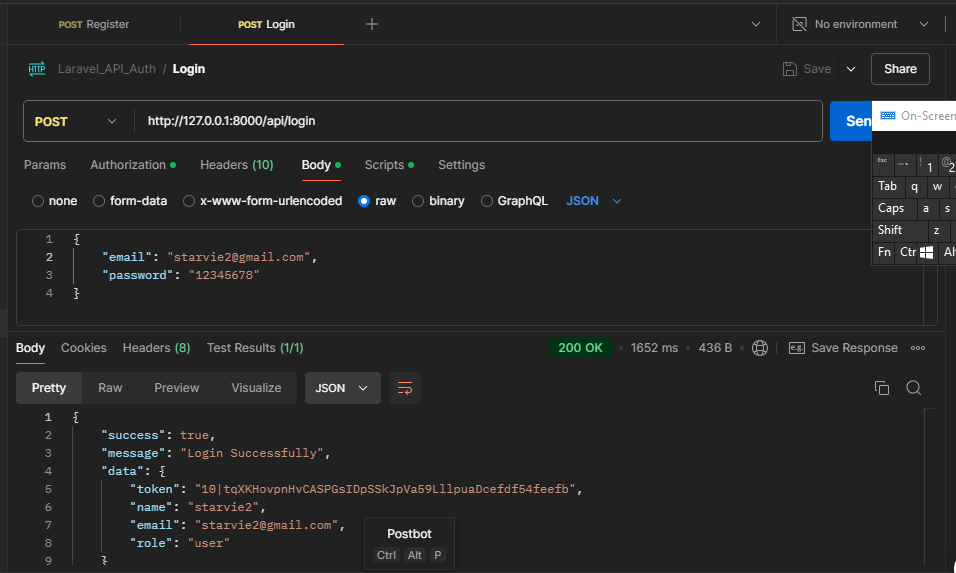 POST Register
POST Login
No environment
HTTP Laravel_API_Auth / Login
Save
Share
POST
http://127.0.0.1:8000/api/login
Sen
Params Authorization Headers (10) Body Scripts Settings
none form-data x-www-form-urlencoded raw binary GraphQL JSON
1 {
2 "email": "starvie2@gmail.com",
3 "password": "12345678"
4 }
On-Screen
Esc ~ ` ! 1 @ 2
Tab q w
Caps a s
Shift z
Fn Ctr Alt
Body Cookies Headers (8) Test Results (1/1)
200 OK • 1652 ms • 436 B •
e.g. Save Response
Pretty Raw Preview Visualize JSON
1 {
2 "success": true,
3 "message": "Login Successfully",
4 "data": {
5 "token": "10|tqXKHovpnHvCASPGsIDpSSkJpVa59LllpuaDcefdf54feefb",
6 "name": "starvie2",
7 "email": "starvie2@gmail.com",
8 "role": "user"
9 }
Postbot
Ctrl Alt P